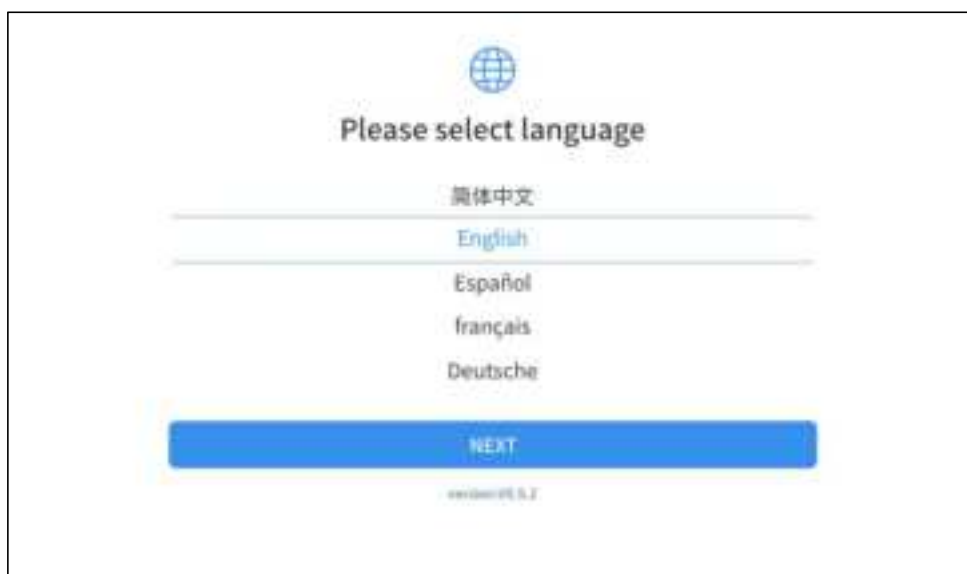 Please select language
简体中文
English
Español
français
Deutsche
NEXT